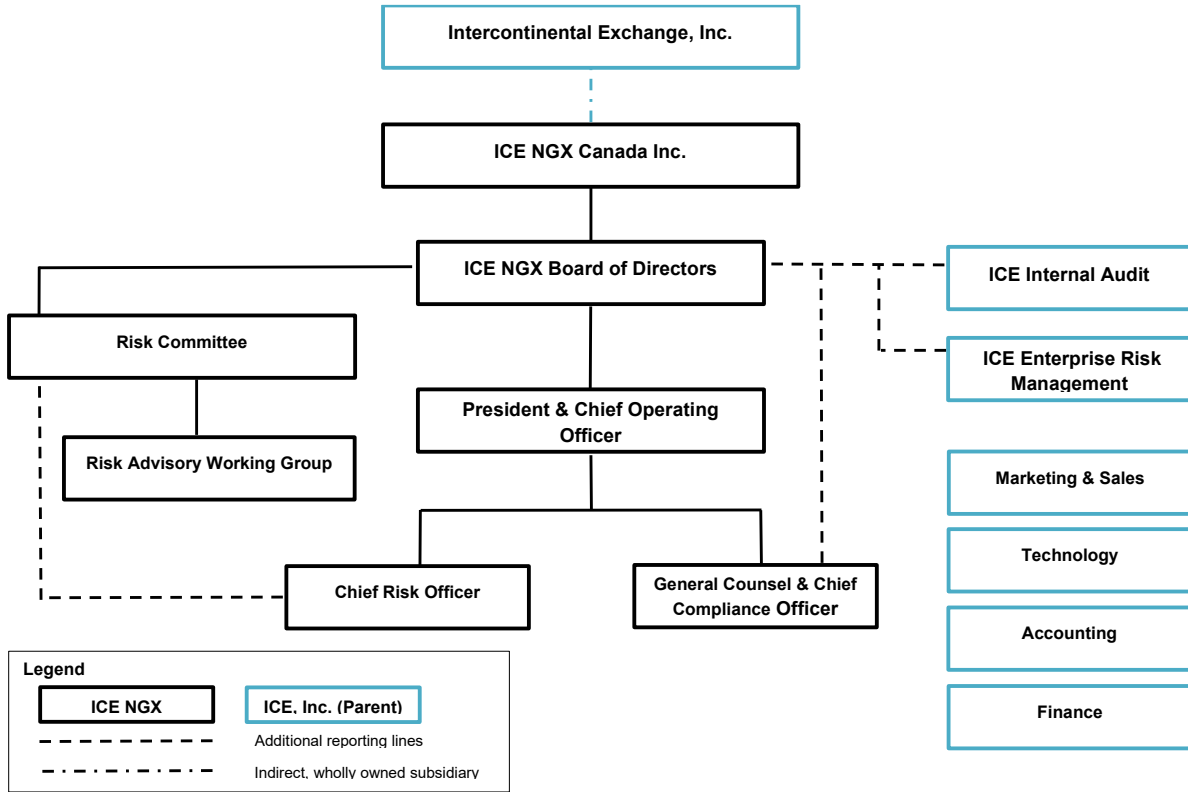 Intercontinental Exchange, Inc.
ICE NGX Canada Inc.
ICE NGX Board of Directors
ICE Internal Audit
Risk Committee
ICE Enterprise Risk
Management
President & Chief Operating
Officer
Risk Advisory Working Group
Marketing & Sales
Technology
Chief Risk Officer
General Counsel & Chief
Compliance Officer
Accounting
Finance
Legend
ICE NGX
ICE, Inc. (Parent)
Additional reporting lines
Indirect, wholly owned subsidiary